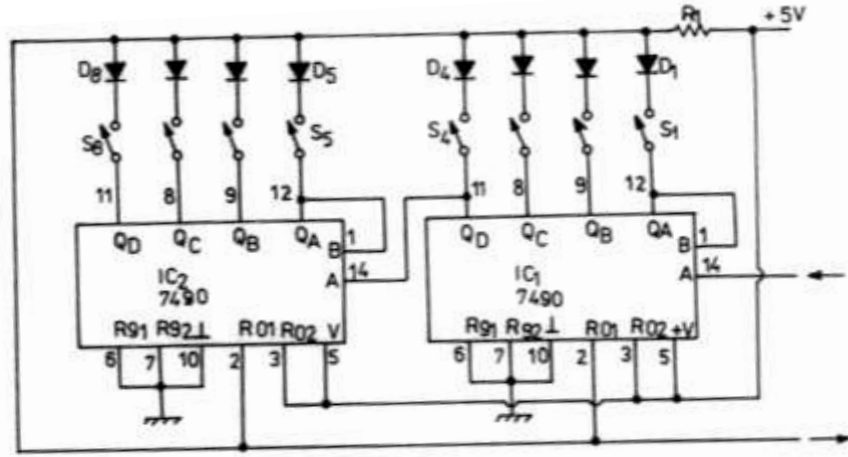 R1 +5V
D8 D5 D4 D1
S8 S5 S4 S1
11 8 9 12 11 8 9 12
QD QC QB QA B 1 QD QC QB QA B 1
A 14 A 14
IC2 IC1
7490 7490
R91 R92 ⊥ R01 R02 V R91 R92 ⊥ R01 R02 +V
6 7 10 2 3 5 6 7 10 2 3 5